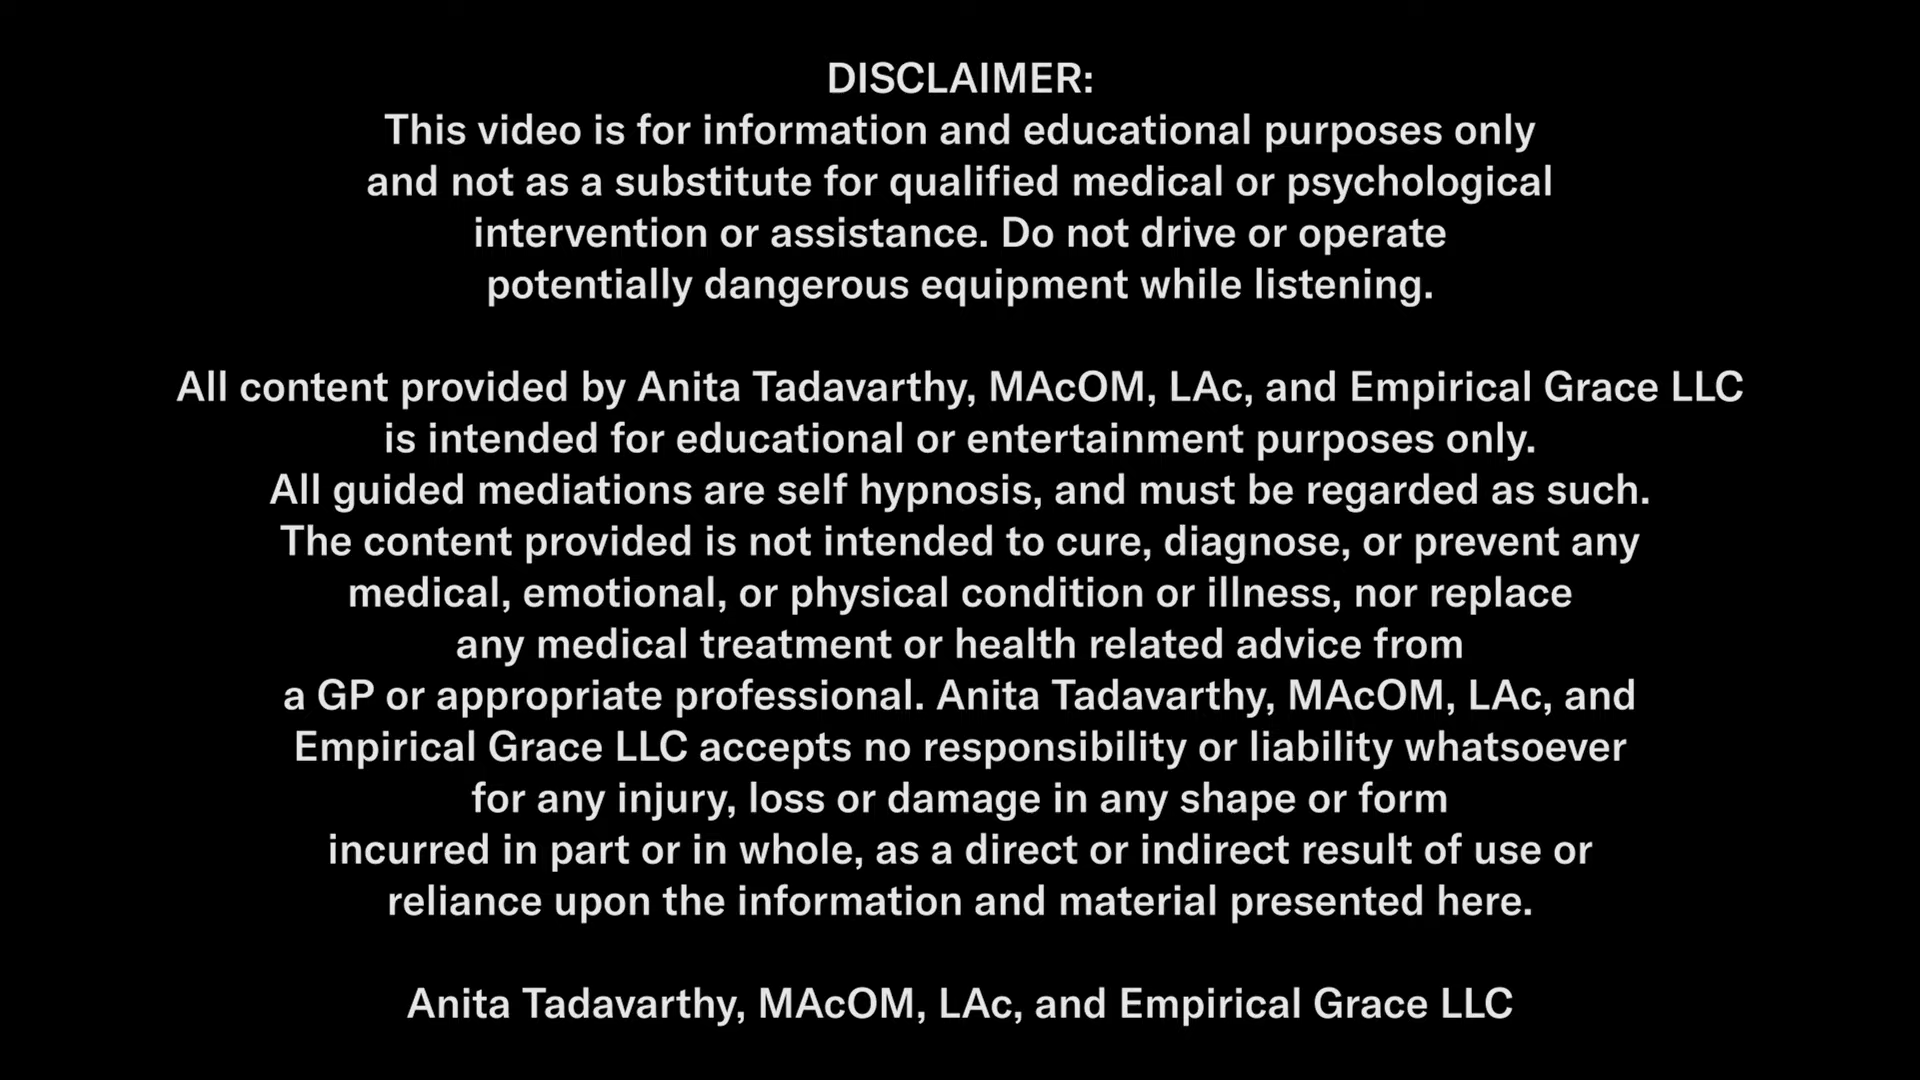 DISCLAIMER:
This video is for information and educational purposes only
and not as a substitute for qualified medical or psychological
intervention or assistance. Do not drive or operate
potentially dangerous equipment while listening.
All content provided by Anita Tadavarthy, MAcOM, LAc, and Empirical Grace LLC
is intended for educational or entertainment purposes only.
All guided mediations are self hypnosis, and must be regarded as such.
The content provided is not intended to cure, diagnose, or prevent any
medical, emotional, or physical condition or illness, nor replace
any medical treatment or health related advice from
a GP or appropriate professional. Anita Tadavarthy, MAcOM, LAc, and
Empirical Grace LLC accepts no responsibility or liability whatsoever
for any injury, loss or damage in any shape or form
incurred in part or in whole, as a direct or indirect result of use or
reliance upon the information and material presented here.
Anita Tadavarthy, MAcOM, LAc, and Empirical Grace LLC